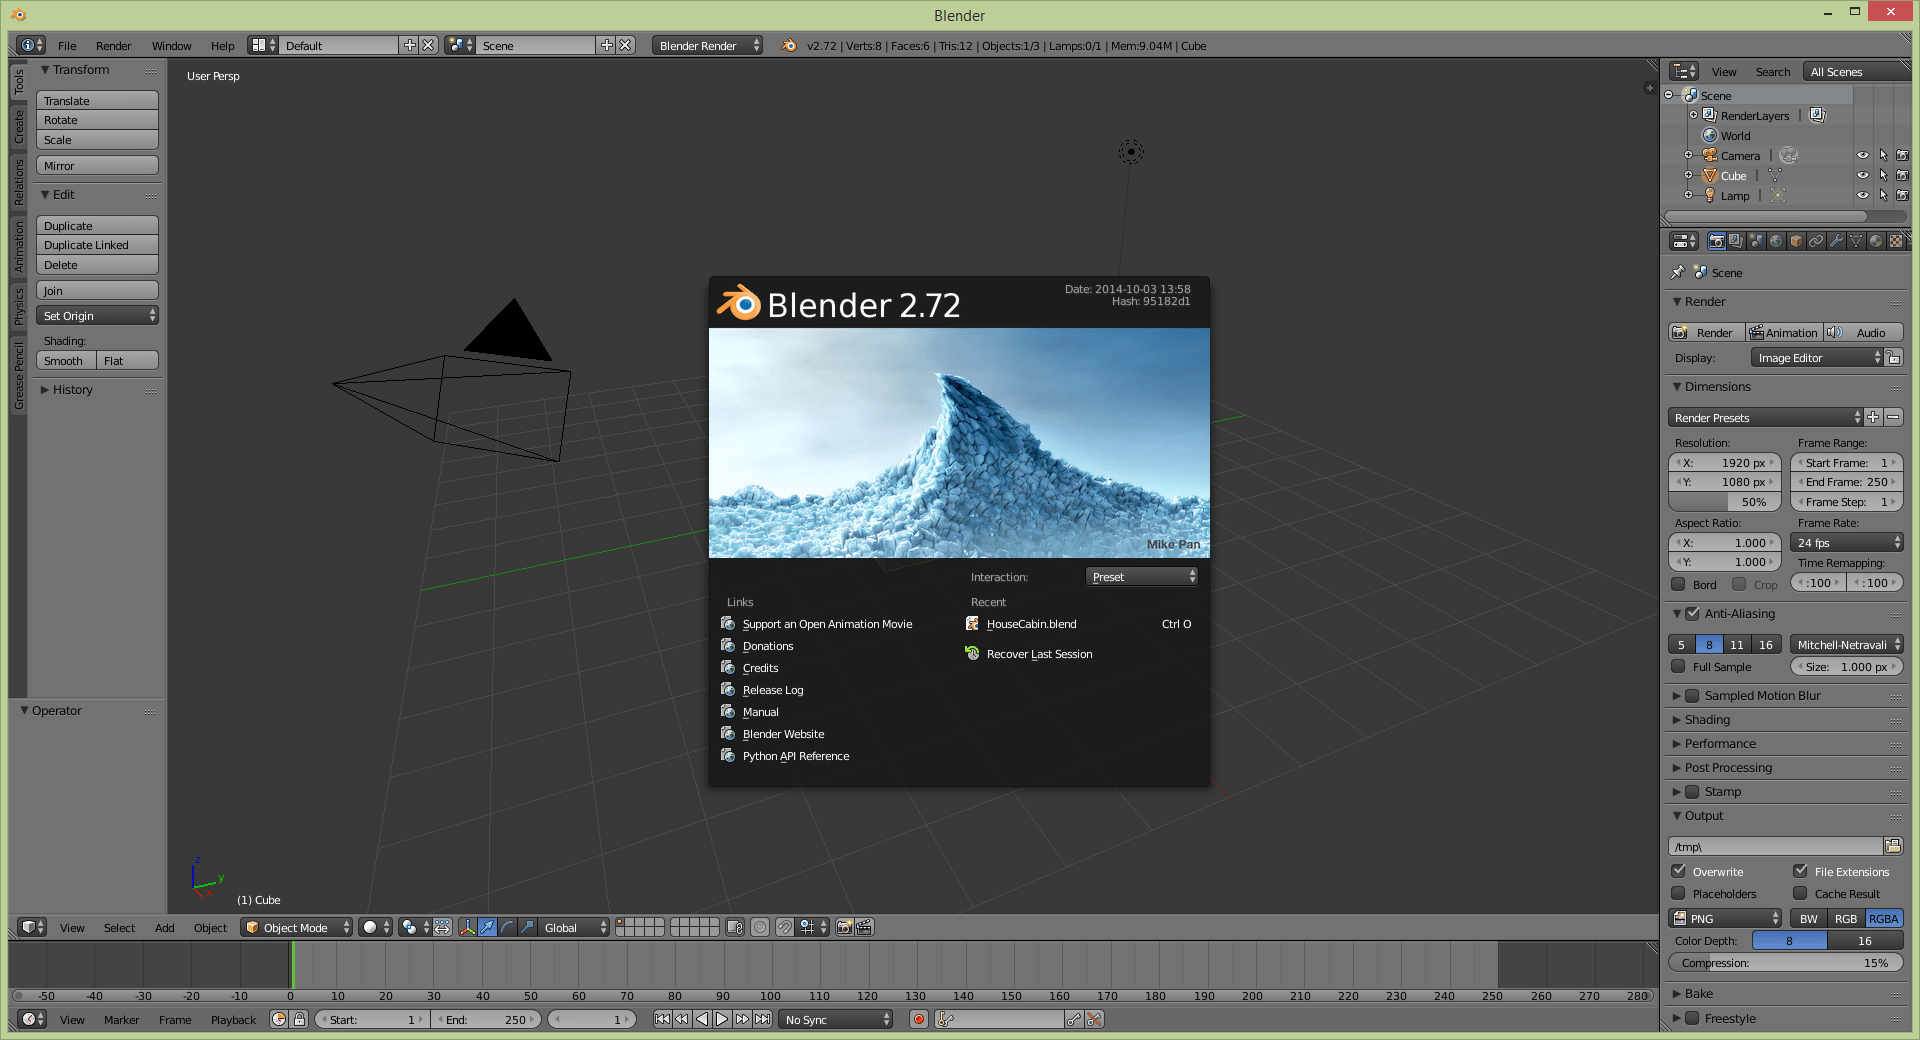 Blender
File Render Window Help Default Scene Blender Render v2.72 | Verts:8 | Faces:6 | Tris:12 | Objects:1/3 | Lamps:0/1 | Mem:9.04M | Cube
Tools
Create
Relations
Animation
Physics
Grease Pencil
Transform
Translate
Rotate
Scale
Mirror
Edit
Duplicate
Duplicate Linked
Delete
Join
Set Origin
Shading:
Smooth Flat
History
Operator
User Persp
Blender 2.72
Date: 2014-10-03 13:58
Hash: 95182d1
Mike Pan
Interaction: Preset
Links
Support an Open Animation Movie
Donations
Credits
Release Log
Manual
Blender Website
Python API Reference
Recent
HouseCabin.blend Ctrl O
Recover Last Session
z
y
x
(1) Cube
View Select Add Object Object Mode Global
-50 -40 -30 -20 -10 0 10 20 30 40 50 60 70 80 90 100 110 120 130 140 150 160 170 180 190 200 210 220 230 240 250 260 270 280
View Marker Frame Playback Start: 1 End: 250 1 No Sync
View Search All Scenes
Scene
RenderLayers |
World
Camera |
Cube |
Lamp |
Scene
Render
Render Animation Audio
Display: Image Editor
Dimensions
Render Presets
Resolution: Frame Range:
X: 1920 px Start Frame: 1
Y: 1080 px End Frame: 250
50% Frame Step: 1
Aspect Ratio: Frame Rate:
X: 1.000 24 fps
Y: 1.000 Time Remapping:
Bord Crop :100 :100
Anti-Aliasing
5 8 11 16 Mitchell-Netravali
Full Sample Size: 1.000 px
Sampled Motion Blur
Shading
Performance
Post Processing
Stamp
Output
/tmp\
Overwrite File Extensions
Placeholders Cache Result
PNG BW RGB RGBA
Color Depth: 8 16
Compression: 15%
Bake
Freestyle